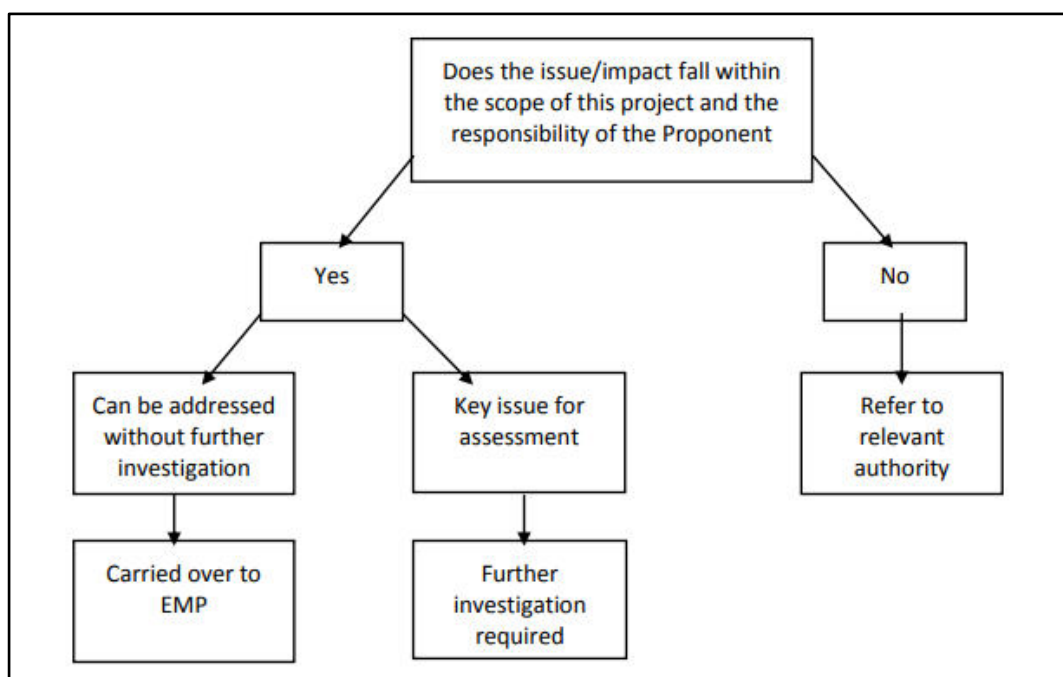 Does the issue/impact fall within
the scope of this project and the
responsibility of the Proponent
Yes
No
Can be addressed
without further
investigation
Key issue for
assessment
Refer to
relevant
authority
Carried over to
EMP
Further
investigation
required